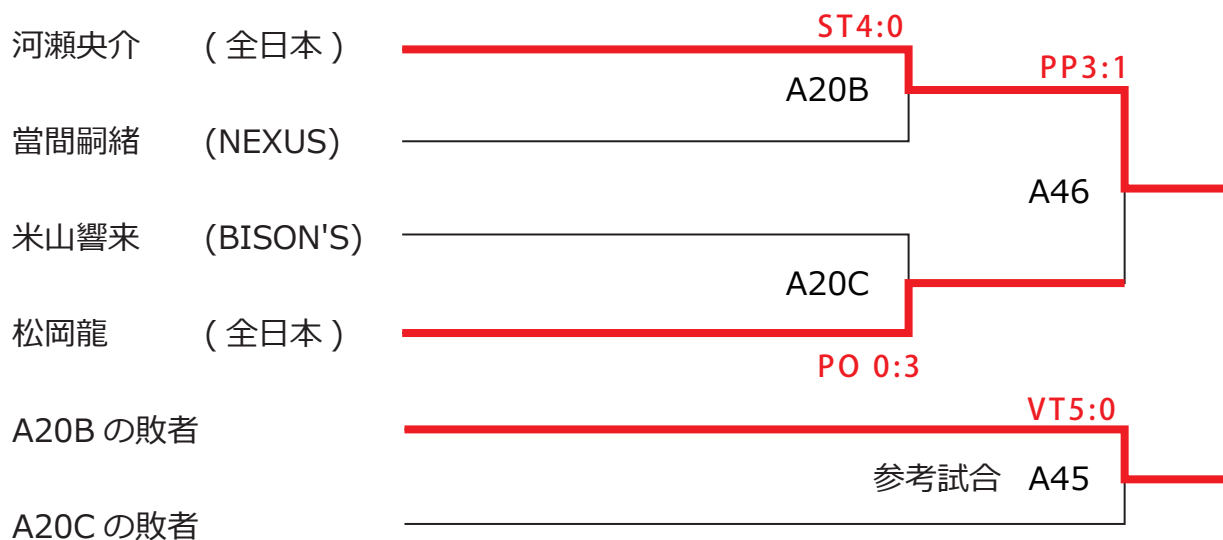 ST4:0
河瀬央介 ( 全日本 )
PP3:1
A20B
當間嗣緒 (NEXUS)
A46
米山響来 (BISON'S)
A20C
松岡龍 ( 全日本 )
PO 0:3
VT5:0
A20B の敗者
参考試合 A45
A20C の敗者